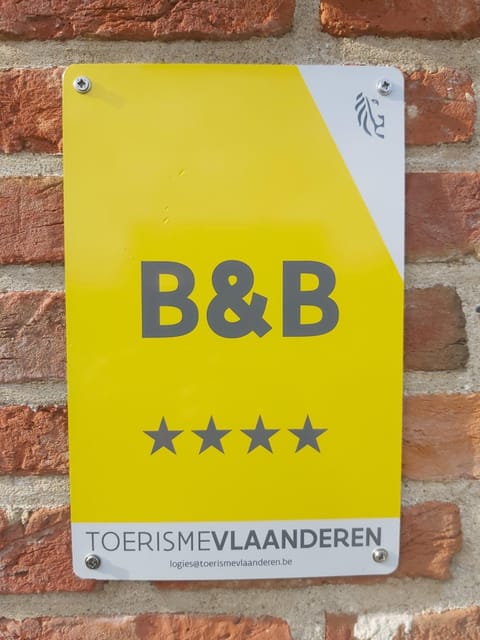 B&B
★★★★
TOERISMEVLAANDEREN
logies@toerismevlaanderen.be